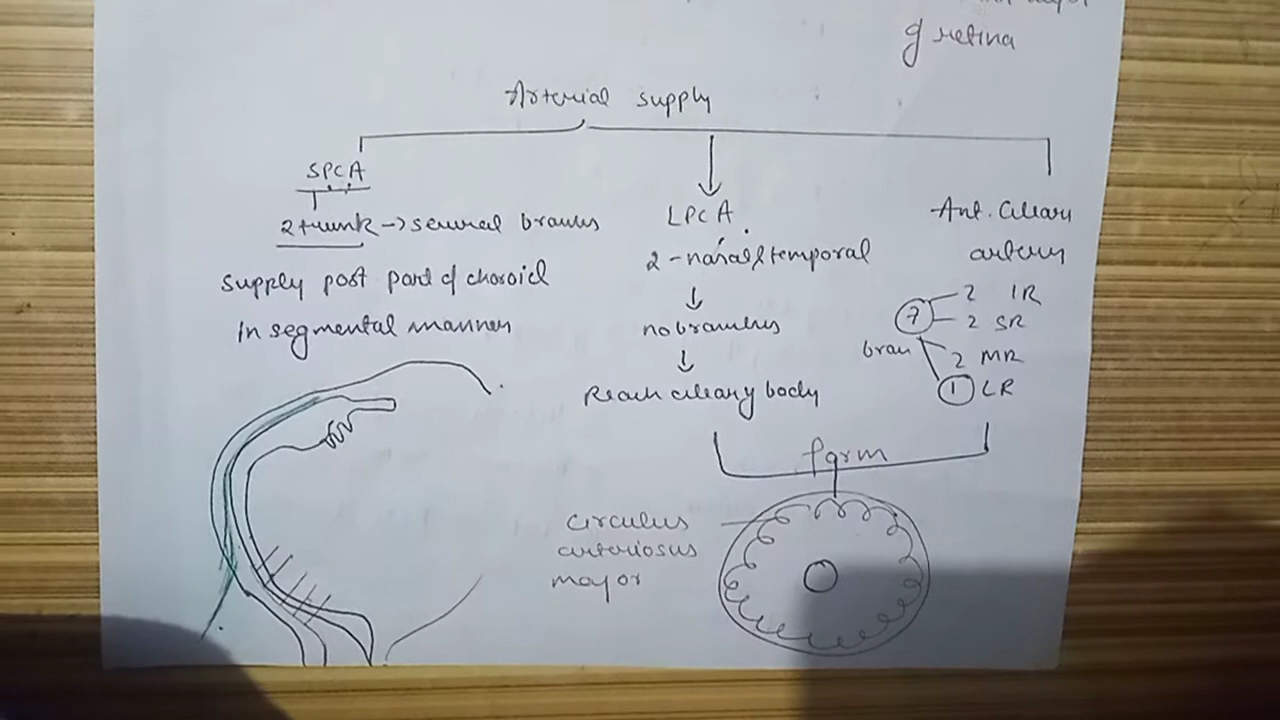 of retina
Arterial supply
SPCA
2 trunk -> several branches
supply post part of choroid
in segmental manner
LPCA
2 - nasal & temporal
no branches
Reach ciliary body
Ant. ciliary
artery
7
2 IR
2 SR
bran
2 MR
1 LR
form
circulus
arteriosus
major